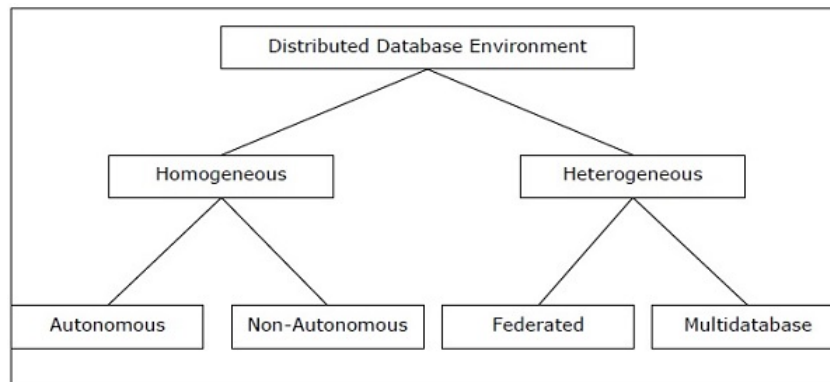 Distributed Database Environment
Homogeneous
Heterogeneous
Autonomous
Non-Autonomous
Federated
Multidatabase